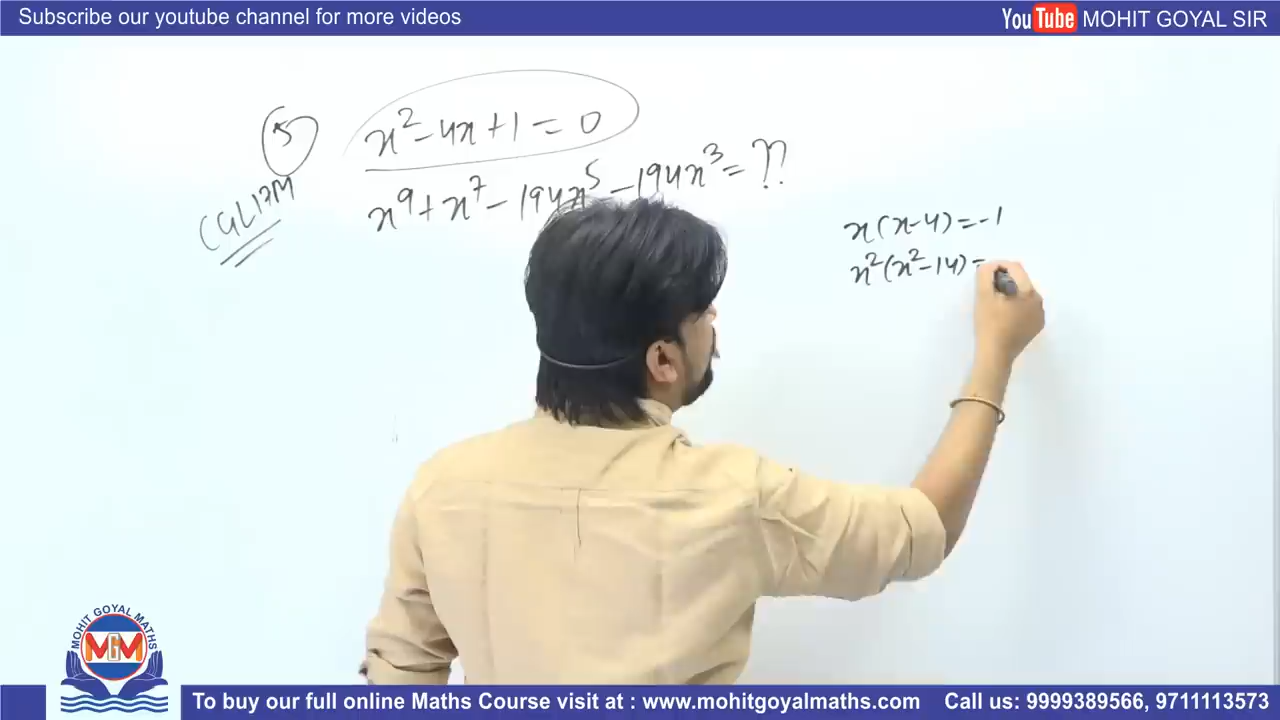 Subscribe our youtube channel for more videos
YouTube MOHIT GOYAL SIR
5
x² - 4x + 1 = 0
CGL17M
x⁹ + x⁷ - 194x⁵ - 194x³ = ??
x(x-4) = -1
x²(x²-14) =
MOHIT GOYAL MATHS
MGM
To buy our full online Maths Course visit at : www.mohitgoyalmaths.com Call us: 9999389566, 9711113573